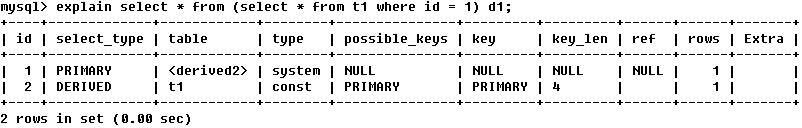 mysql> explain select * from (select * from t1 where id = 1) d1;
+----+-------------+------------+--------+---------------+---------+---------+------+------+-------+
| id | select_type | table      | type   | possible_keys | key     | key_len | ref  | rows | Extra |
+----+-------------+------------+--------+---------------+---------+---------+------+------+-------+
|  1 | PRIMARY     | <derived2> | system | NULL          | NULL    | NULL    | NULL |    1 |       |
|  2 | DERIVED     | t1         | const  | PRIMARY       | PRIMARY | 4       |      |    1 |       |
+----+-------------+------------+--------+---------------+---------+---------+------+------+-------+
2 rows in set (0.00 sec)